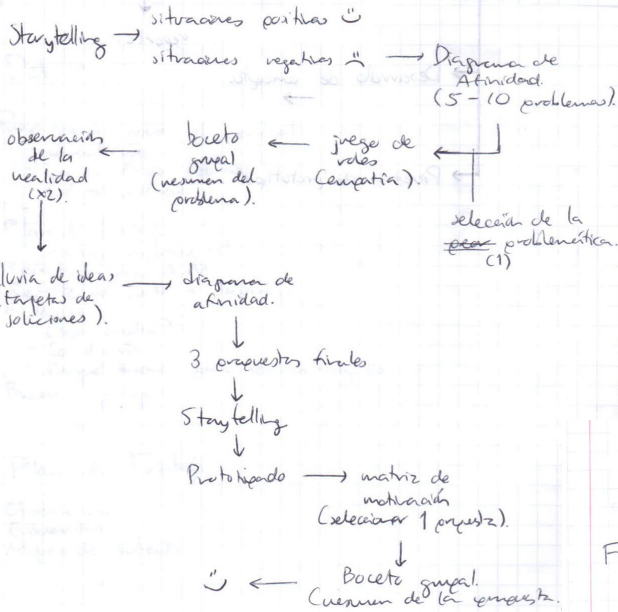 Storytelling → situaciones positivas
situaciones negativas → Diagrama de
Afinidad.
(5 - 10 problemas).
selección de la
problemática.
(1)
juego de
roles
(empatía).
boceto
grupal
(resumen del
problema).
observación
de la
realidad
(x2).
lluvia de ideas
(tarjetas de
soluciones).
diagrama de
afinidad.
3 propuestas finales
Storytelling
Prototipado → matriz de
motivación
(seleccionar 1 propuesta).
Boceto grupal.
(resumen de la propuesta.
F